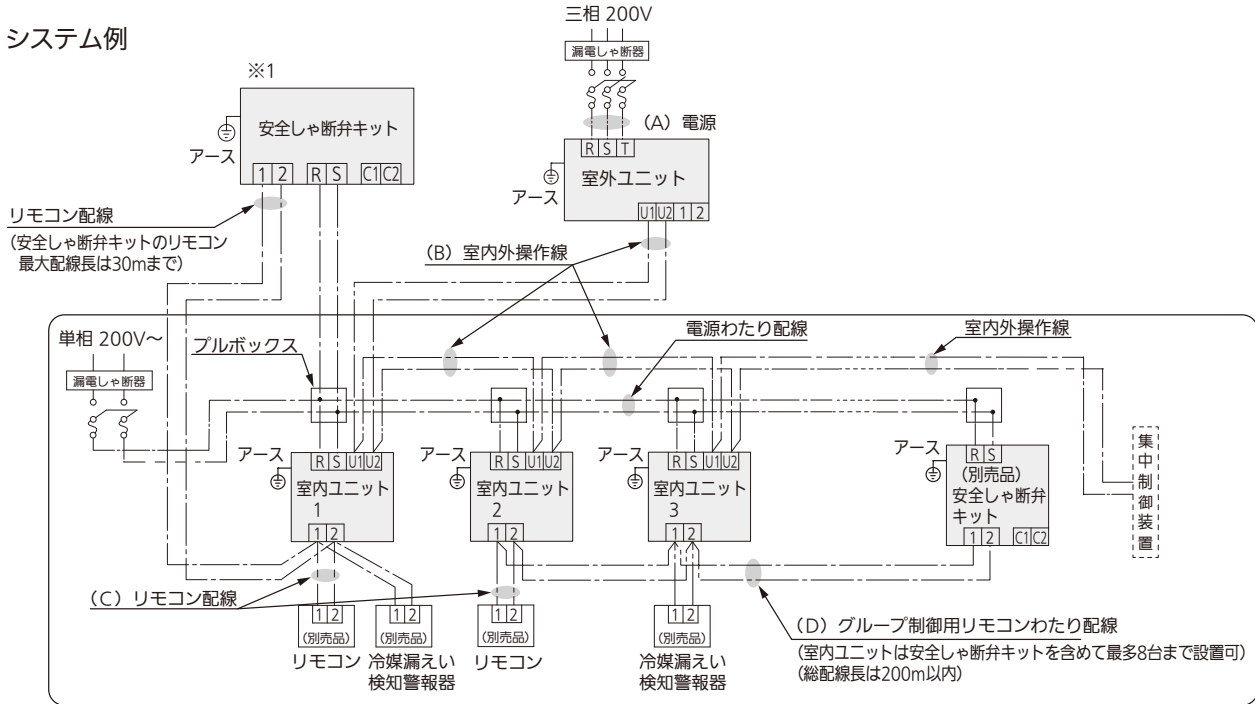 システム例
三相 200V
漏電しゃ断器
(A) 電源
R S T
室外ユニット
アース
U1 U2 1 2
※1
安全しゃ断弁キット
アース
1 2 R S C1 C2
リモコン配線
(安全しゃ断弁キットのリモコン
最大配線長は30mまで)
(B) 室内外操作線
単相 200V～
漏電しゃ断器
プルボックス
電源わたり配線
室内外操作線
アース
R S U1 U2
室内ユニット
1
1 2
アース
R S U1 U2
室内ユニット
2
1 2
アース
R S U1 U2
室内ユニット
3
1 2
アース
R S
(別売品)
安全しゃ断弁
キット
1 2 C1 C2
集中制御装置
(C) リモコン配線
1 2
(別売品)
リモコン
1 2
(別売品)
冷媒漏えい
検知警報器
1 2
(別売品)
リモコン
1 2
(別売品)
冷媒漏えい
検知警報器
(D) グループ制御用リモコンわたり配線
(室内ユニットは安全しゃ断弁キットを含めて最多8台まで設置可)
(総配線長は200m以内)